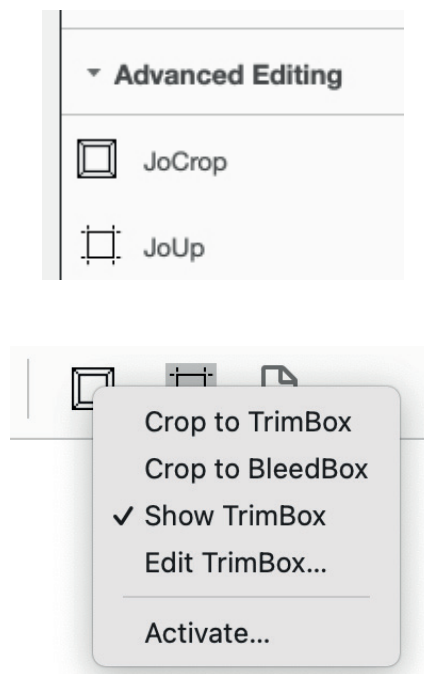 Advanced Editing
JoCrop
JoUp
Crop to TrimBox
Crop to BleedBox
✓ Show TrimBox
Edit TrimBox...
Activate...